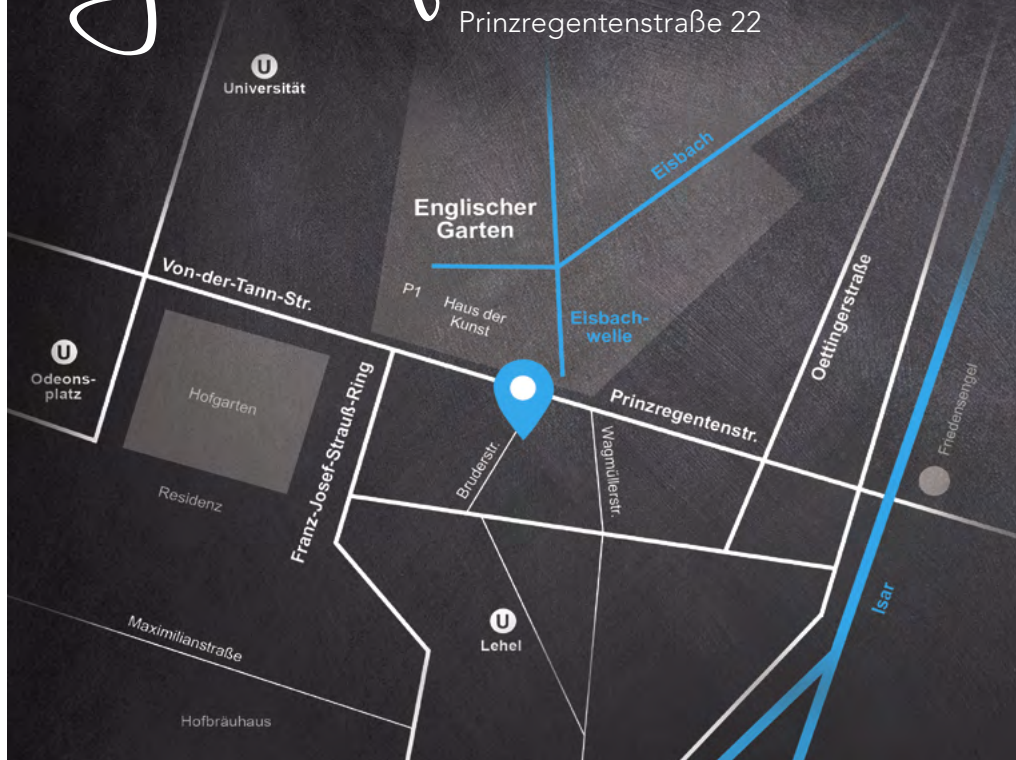 Prinzregentenstraße 22
U
Universität
Eisbach
Englischer
Garten
Von-der-Tann-Str.
P1
Haus der
Kunst
Eisbach-
welle
Oettingerstraße
U
Odeons-
platz
Hofgarten
Franz-Josef-Strauß-Ring
Prinzregentenstr.
Friedensengel
Bruderstr.
Wagmüllerstr.
Residenz
Isar
U
Lehel
Maximilianstraße
Hofbräuhaus